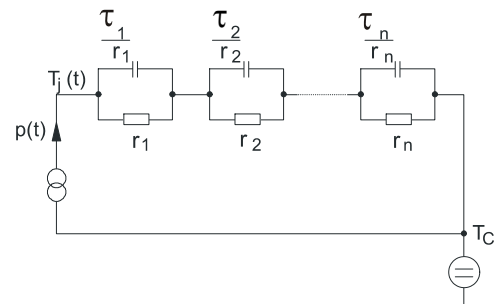 τ1 τ2 τn
r1 r2 rn
Tj (t)
p(t)
r1 r2 rn
TC